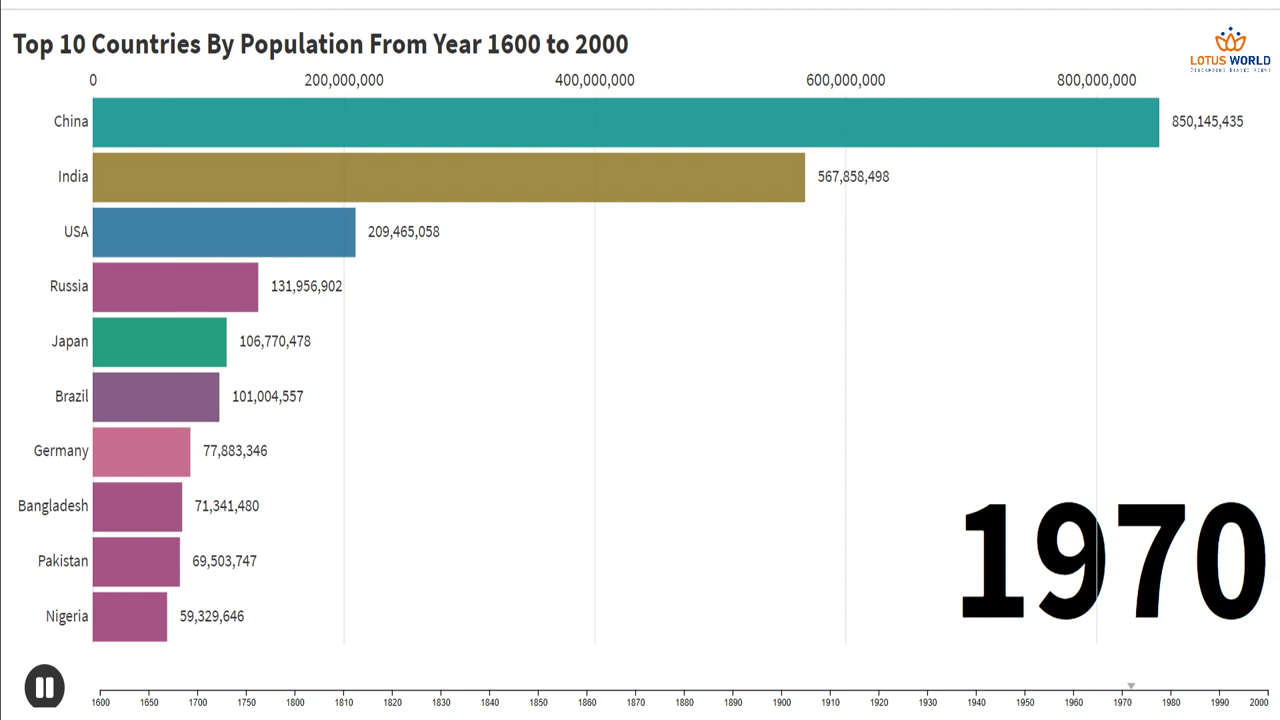 Top 10 Countries By Population From Year 1600 to 2000
LOTUS WORLD
0 200,000,000 400,000,000 600,000,000 800,000,000
China 850,145,435
India 567,858,498
USA 209,465,058
Russia 131,956,902
Japan 106,770,478
Brazil 101,004,557
Germany 77,883,346
Bangladesh 71,341,480
Pakistan 69,503,747
Nigeria 59,329,646
1970
1600 1650 1700 1750 1800 1810 1820 1830 1840 1850 1860 1870 1880 1890 1900 1910 1920 1930 1940 1950 1960 1970 1980 1990 2000